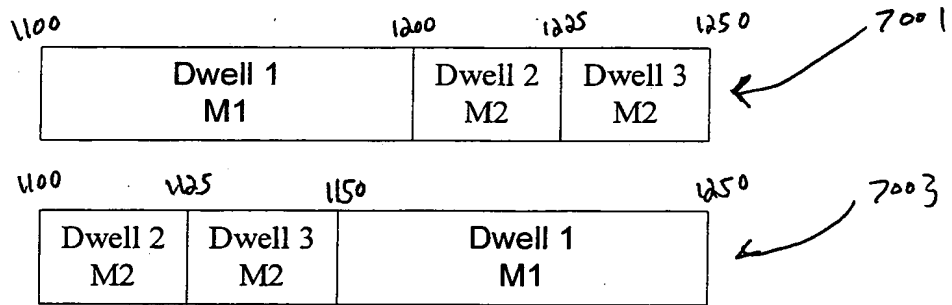 1100 1200 1225 1250 7001
Dwell 1 Dwell 2 Dwell 3
M1 M2 M2
1100 1125 1150 1250 7003
Dwell 2 Dwell 3 Dwell 1
M2 M2 M1